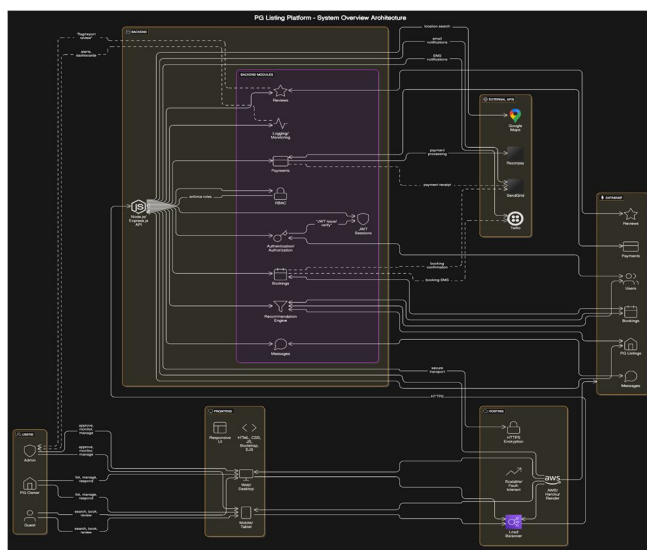 PG Listing Platform - System Overview Architecture
BACKEND
location search
email
notifications
SMS
notifications
alerts,
dashboards
BACKEND MODULES
Reviews
Logging/
Monitoring
Payments
enforce roles
RBAC
Node.js/
Express.js
API
"JWT issue/
verify"
JWT
Sessions
Authentication/
Authorization
Bookings
Recommendation
Engine
Messages
EXTERNAL APIS
Google
Maps
payment
processing
Razorpay
payment receipt
SendGrid
Twilio
booking
confirmation
booking SMS
DATABASE
Reviews
Payments
Users
Bookings
PG Listings
Messages
secure
transport
HTTPS
USERS
Admin
PG Owner
Guest
approve,
monitor,
manage
approve,
monitor,
manage
list, manage,
respond
list, manage,
respond
search, book,
review
search, book,
review
FRONTEND
Responsive
UI
HTML, CSS,
JS,
Bootstrap,
EJS
Web/
Desktop
Mobile/
Tablet
HOSTING
HTTPS
Encryption
Scalable/
Fault
tolerant
aws
AWS/
Heroku/
Render
Load
Balancer